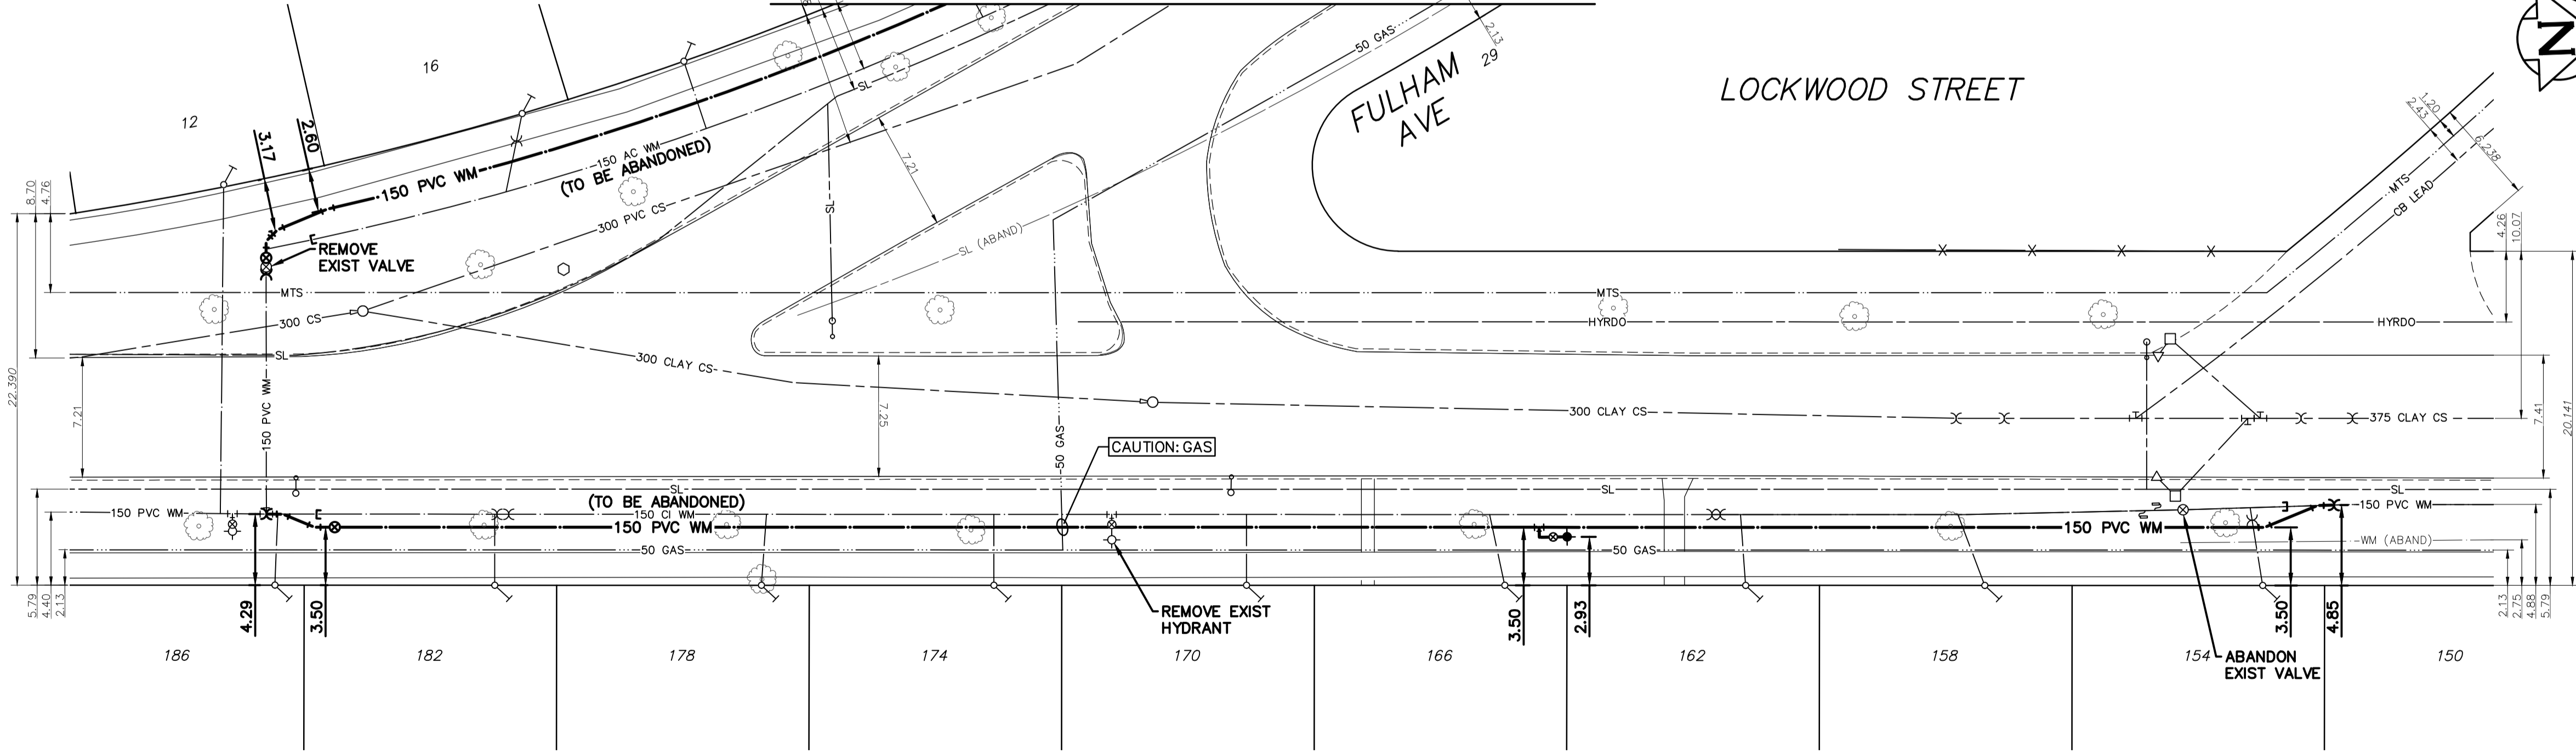 16
12
3.17
2.60
150 PVC WM
150 AC WM
(TO BE ABANDONED)
300 PVC CS
SL
SL
7.21
50 GAS
2.13
FULHAM
AVE
29
LOCKWOOD STREET
N
1.20
2.43
6.238
MTS
CB LEAD
8.70
4.76
REMOVE
EXIST VALVE
SL (ABAND)
4.26
10.07
MTS
MTS
300 CS
HYRDO
HYRDO
SL
300 CLAY CS
22.390
7.21
150 PVC WM
7.25
50 GAS
300 CLAY CS
375 CLAY CS
7.41
20.141
CAUTION: GAS
SL
(TO BE ABANDONED)
SL
SL
150 PVC WM
150 CI WM
150 PVC WM
150 PVC WM
150 PVC WM
WM (ABAND)
50 GAS
50 GAS
5.79
4.40
2.13
4.29
3.50
REMOVE EXIST
HYDRANT
3.50
2.93
3.50
4.85
2.13
2.75
4.88
5.79
186
182
178
174
170
166
162
158
154
150
ABANDON
EXIST VALVE